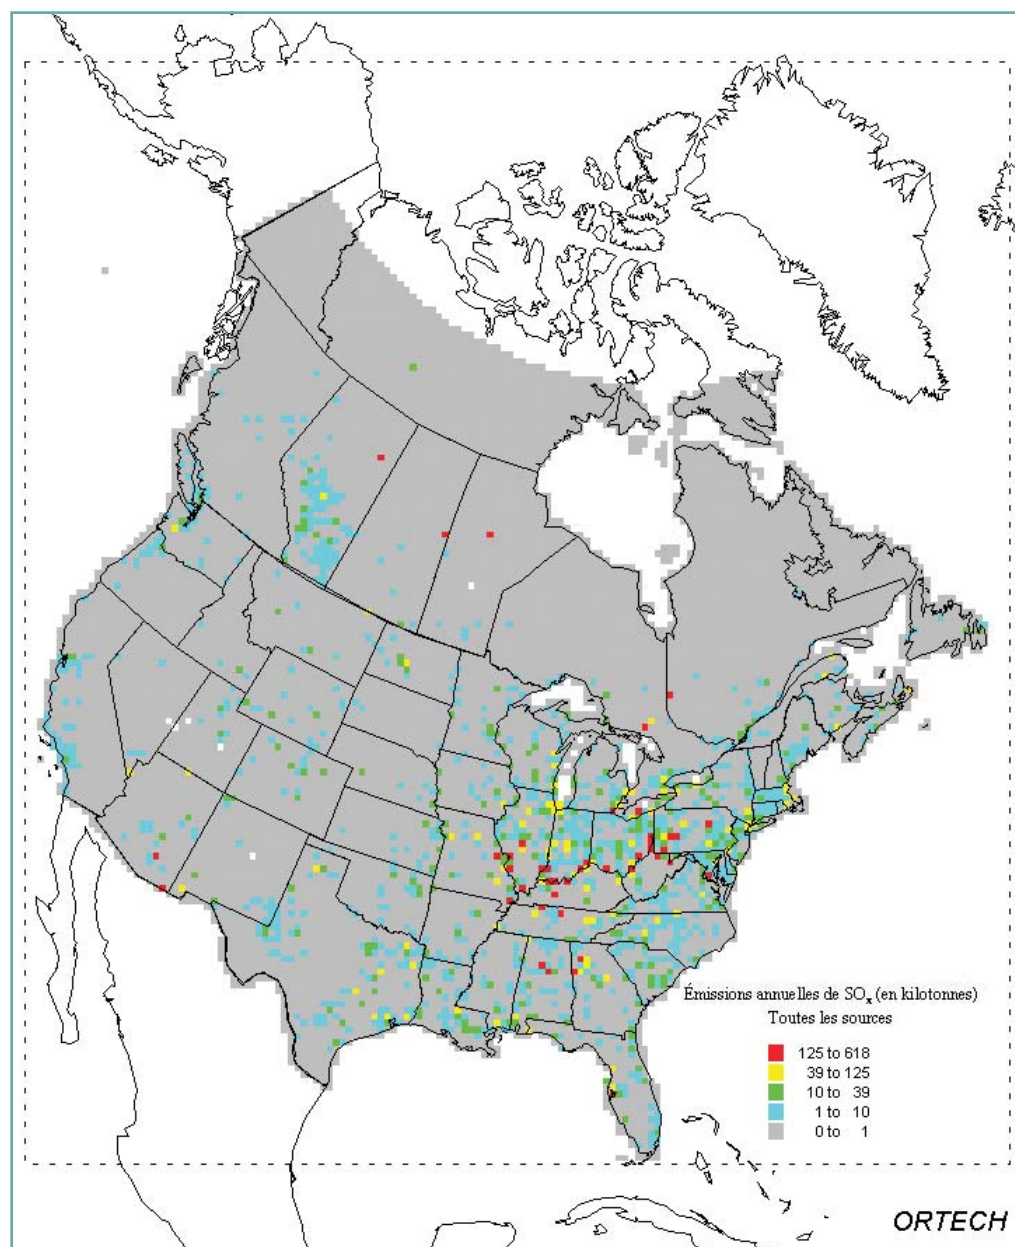 Émissions annuelles de SOx (en kilotonnes)
Toutes les sources
125 to 618
39 to 125
10 to 39
1 to 10
0 to 1
ORTECH